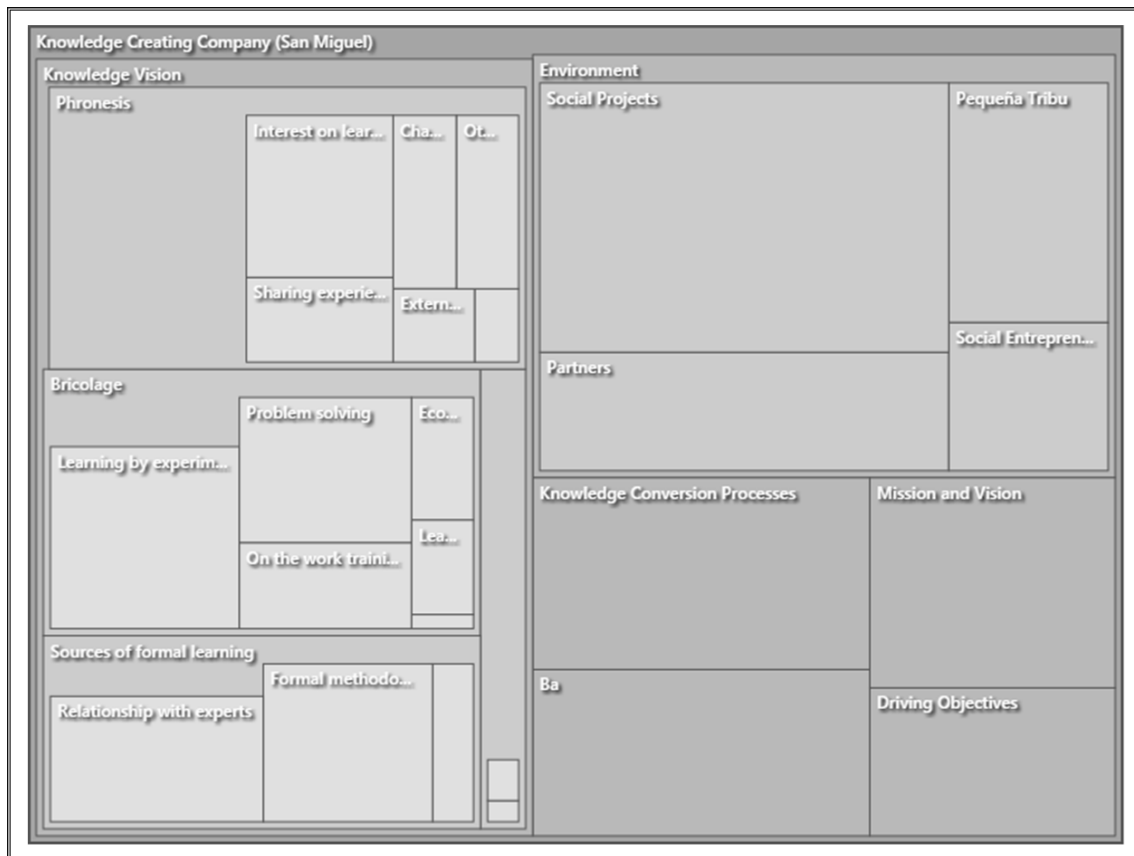 Knowledge Creating Company (San Miguel)
Knowledge Vision
Phronesis
Interest on lear...
Cha...
Ot...
Sharing experie...
Extern...
Bricolage
Learning by experim...
Problem solving
Eco...
On the work traini...
Lea...
Sources of formal learning
Relationship with experts
Formal methodo...
Environment
Social Projects
Pequeña Tribu
Partners
Social Entrepren...
Knowledge Conversion Processes
Mission and Vision
Ba
Driving Objectives